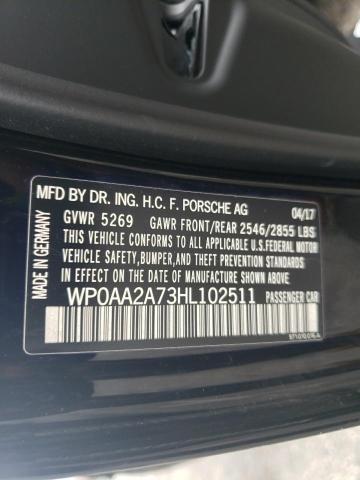 MADE IN GERMANY
MFD BY DR. ING. H.C. F. PORSCHE AG 04/17
GVWR 5269 GAWR FRONT/REAR 2546/2855 LBS
THIS VEHICLE CONFORMS TO ALL APPLICABLE U.S. FEDERAL MOTOR
VEHICLE SAFETY, BUMPER, AND THEFT PREVENTION STANDARDS
IN EFFECT ON THE DATE OF MANUFACTURE SHOWN ABOVE.
WP0AA2A73HL102511 PASSENGER CAR